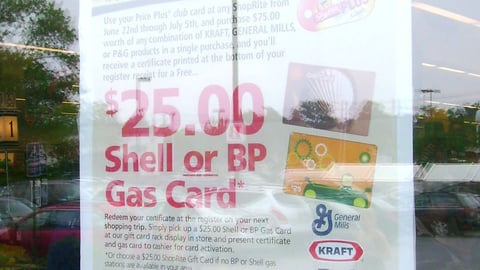 Use your Price Plus® club card at any ShopRite from
June 22nd through July 5th, and purchase $75.00
worth of any combination of KRAFT, GENERAL MILLS,
or P&G products in a single purchase, and you'll
receive a certificate printed at the bottom of your
register receipt for a Free...
$25.00
Shell or BP
Gas Card*
Redeem your certificate at the register on your next
shopping trip. Simply pick up a $25.00 Shell or BP Gas Card
at our gift card rack display in store and present certificate
and gas card to cashier for card activation.
*Or choose a $25.00 ShopRite Gift Card if no BP or Shell gas
stations are available in your area.
PLUS
General
Mills
KRAFT
1